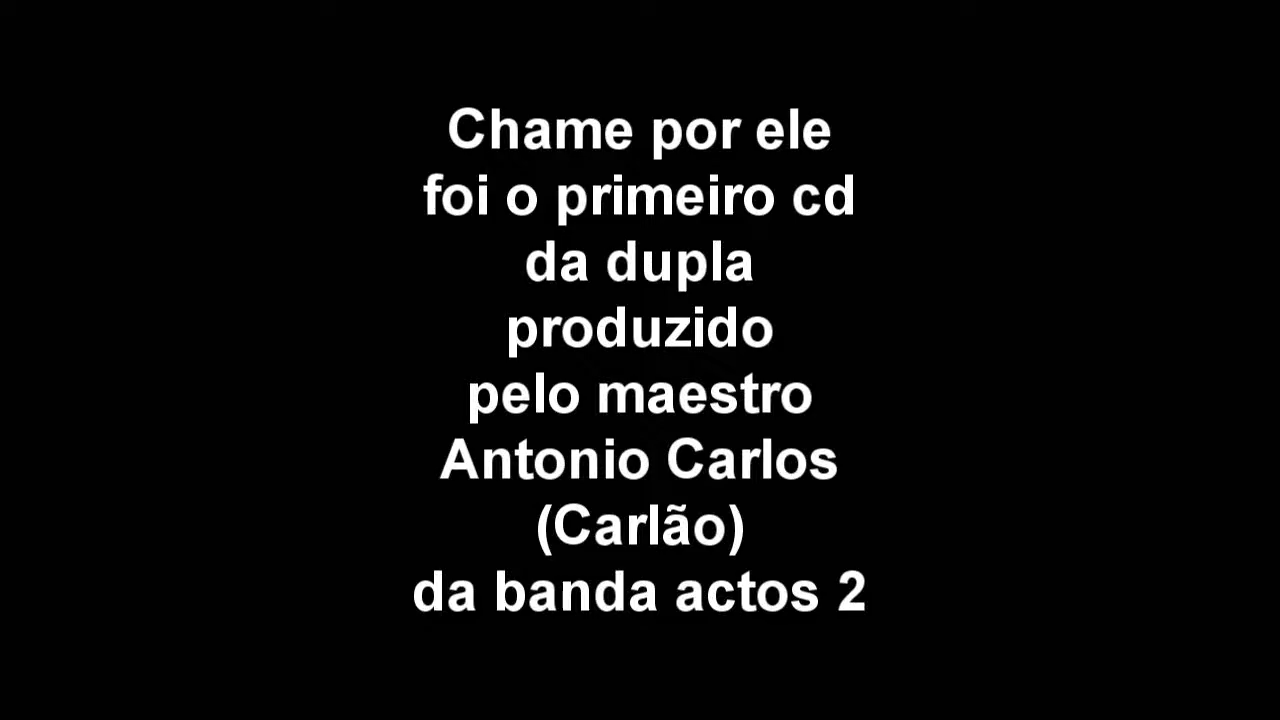 Chame por ele
foi o primeiro cd
da dupla
produzido
pelo maestro
Antonio Carlos
(Carlão)
da banda actos 2